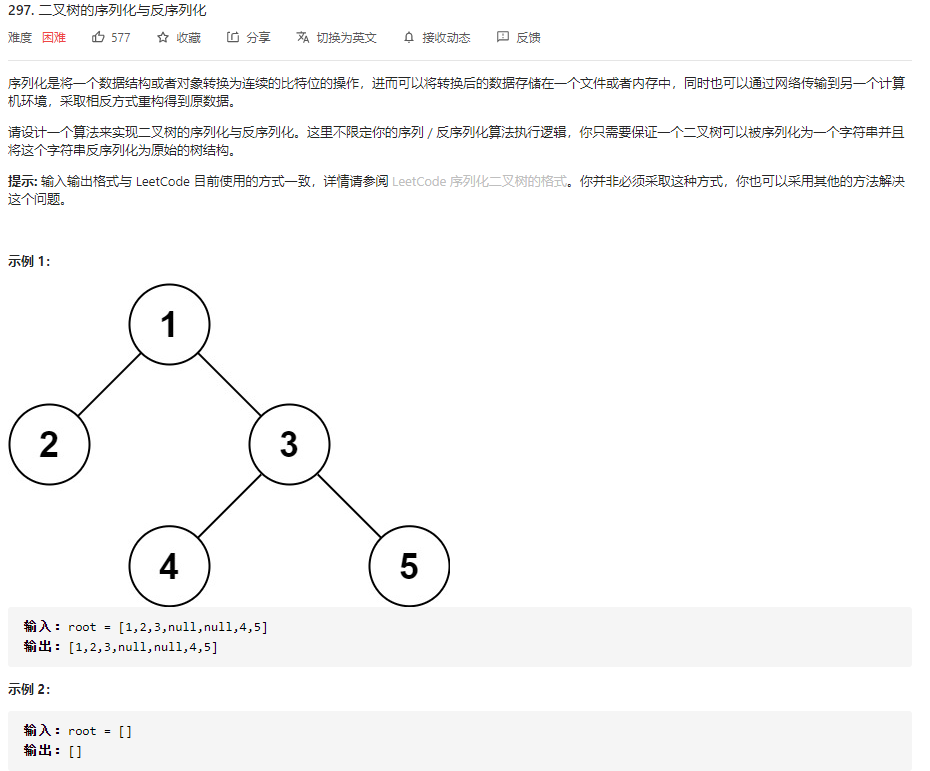 297. 二叉树的序列化与反序列化
难度 困难 577 收藏 分享 切换为英文 接收动态 反馈
序列化是将一个数据结构或者对象转换为连续的比特位的操作，进而可以将转换后的数据存储在一个文件或者内存中，同时也可以通过网络传输到另一个计算
机环境，采取相反方式重构得到原数据。
请设计一个算法来实现二叉树的序列化与反序列化。这里不限定你的序列 / 反序列化算法执行逻辑，你只需要保证一个二叉树可以被序列化为一个字符串并且
将这个字符串反序列化为原始的树结构。
提示: 输入输出格式与 LeetCode 目前使用的方式一致，详情请参阅 LeetCode 序列化二叉树的格式。你并非必须采取这种方式，你也可以采用其他的方法解决
这个问题。
示例 1：
1
2 3
4 5
输入：root = [1,2,3,null,null,4,5]
输出：[1,2,3,null,null,4,5]
示例 2：
输入：root = []
输出：[]